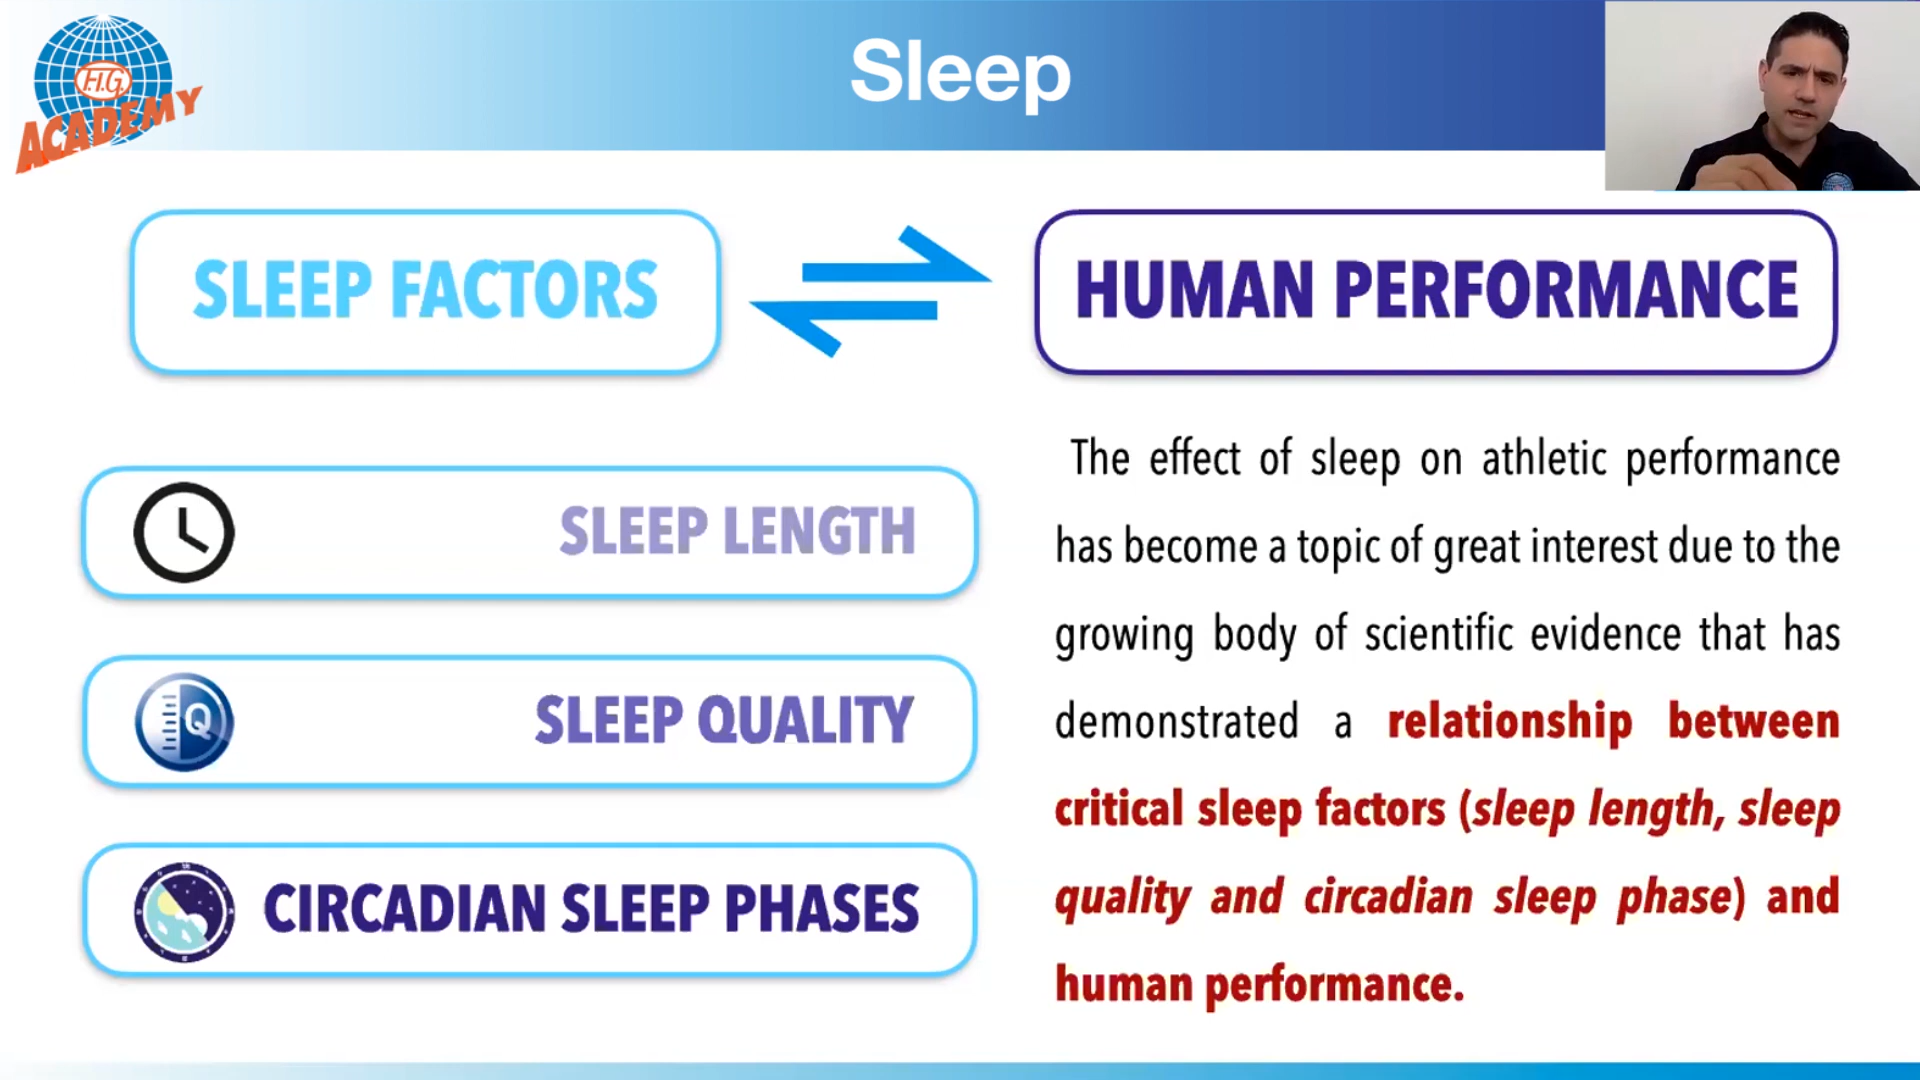 Sleep
F.I.G.
ACADEMY
SLEEP FACTORS
HUMAN PERFORMANCE
SLEEP LENGTH
Q
SLEEP QUALITY
CIRCADIAN SLEEP PHASES
The effect of sleep on athletic performance
has become a topic of great interest due to the
growing body of scientific evidence that has
demonstrated a relationship between
critical sleep factors (sleep length, sleep
quality and circadian sleep phase) and
human performance.